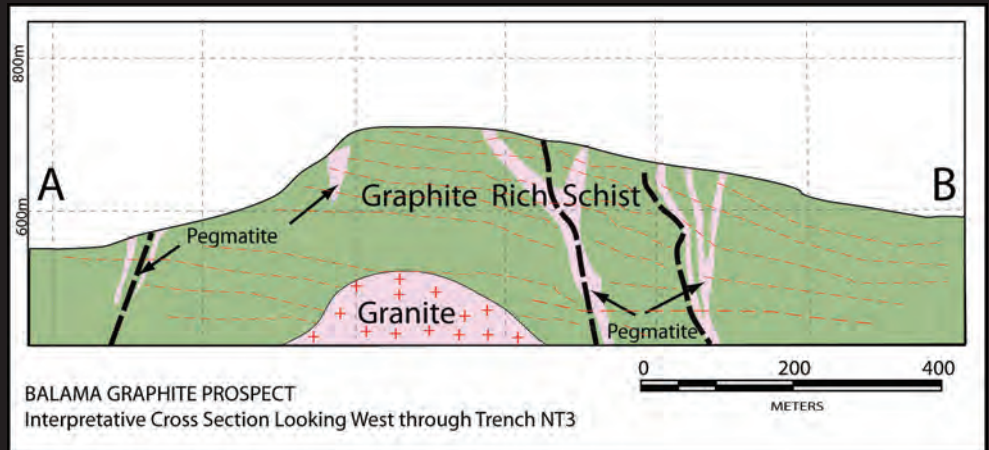 800m
600m
A
B
Graphite Rich Schist
Pegmatite
Granite
Pegmatite
0 200 400
METERS
BALAMA GRAPHITE PROSPECT
Interpretative Cross Section Looking West through Trench NT3